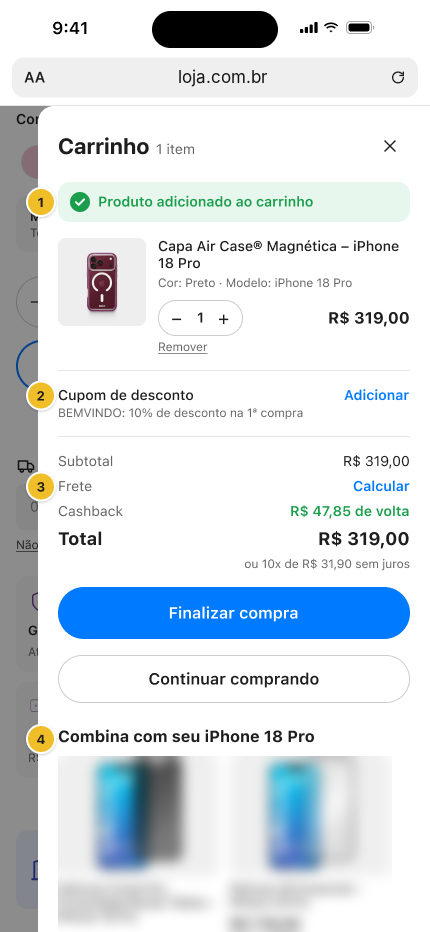 9:41
AA
loja.com.br
Carrinho 1 item
1
Produto adicionado ao carrinho
Capa Air Case® Magnética – iPhone
18 Pro
Cor: Preto · Modelo: iPhone 18 Pro
− 1 +
R$ 319,00
Remover
2
Cupom de desconto
Adicionar
BEMVINDO: 10% de desconto na 1ª compra
Subtotal
R$ 319,00
3
Frete
Calcular
Cashback
R$ 47,85 de volta
Total
R$ 319,00
ou 10x de R$ 31,90 sem juros
Finalizar compra
Continuar comprando
4
Combina com seu iPhone 18 Pro
Não